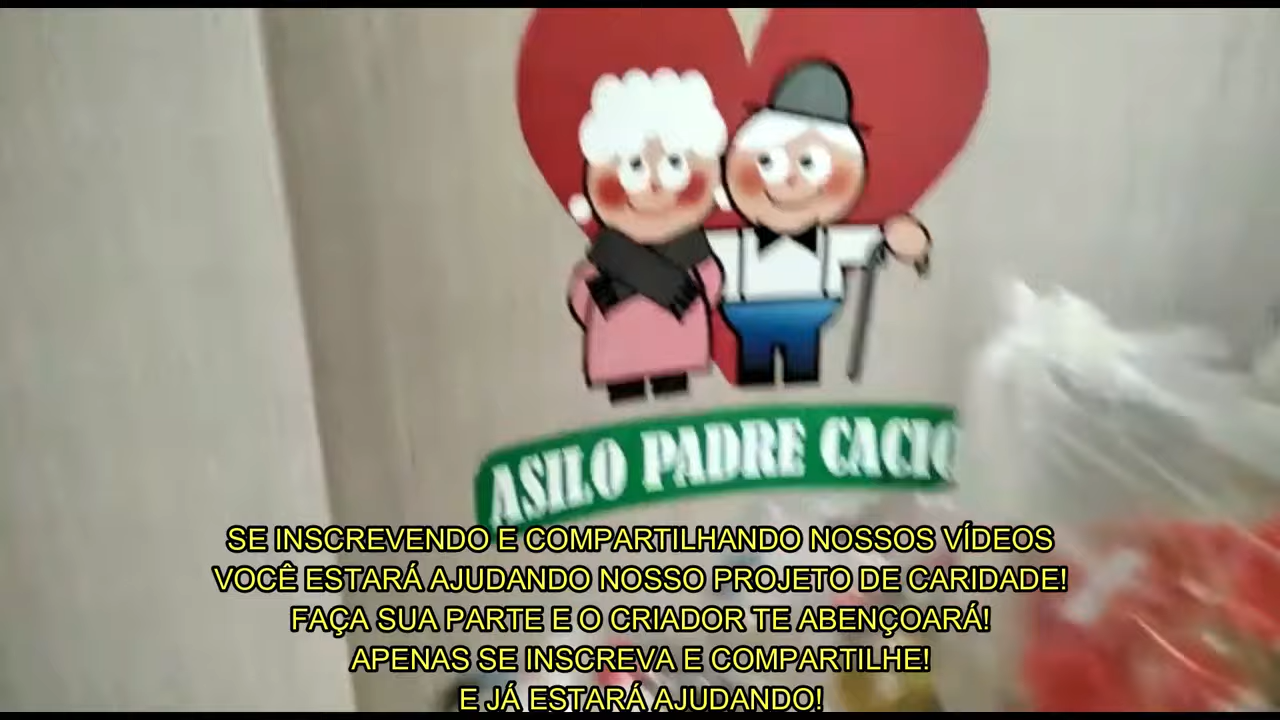 ASILO PADRE CACIO
SE INSCREVENDO E COMPARTILHANDO NOSSOS VÍDEOS
VOCÊ ESTARÁ AJUDANDO NOSSO PROJETO DE CARIDADE!
FAÇA SUA PARTE E O CRIADOR TE ABENÇOARÁ!
APENAS SE INSCREVA E COMPARTILHE!
E JÁ ESTARÁ AJUDANDO!